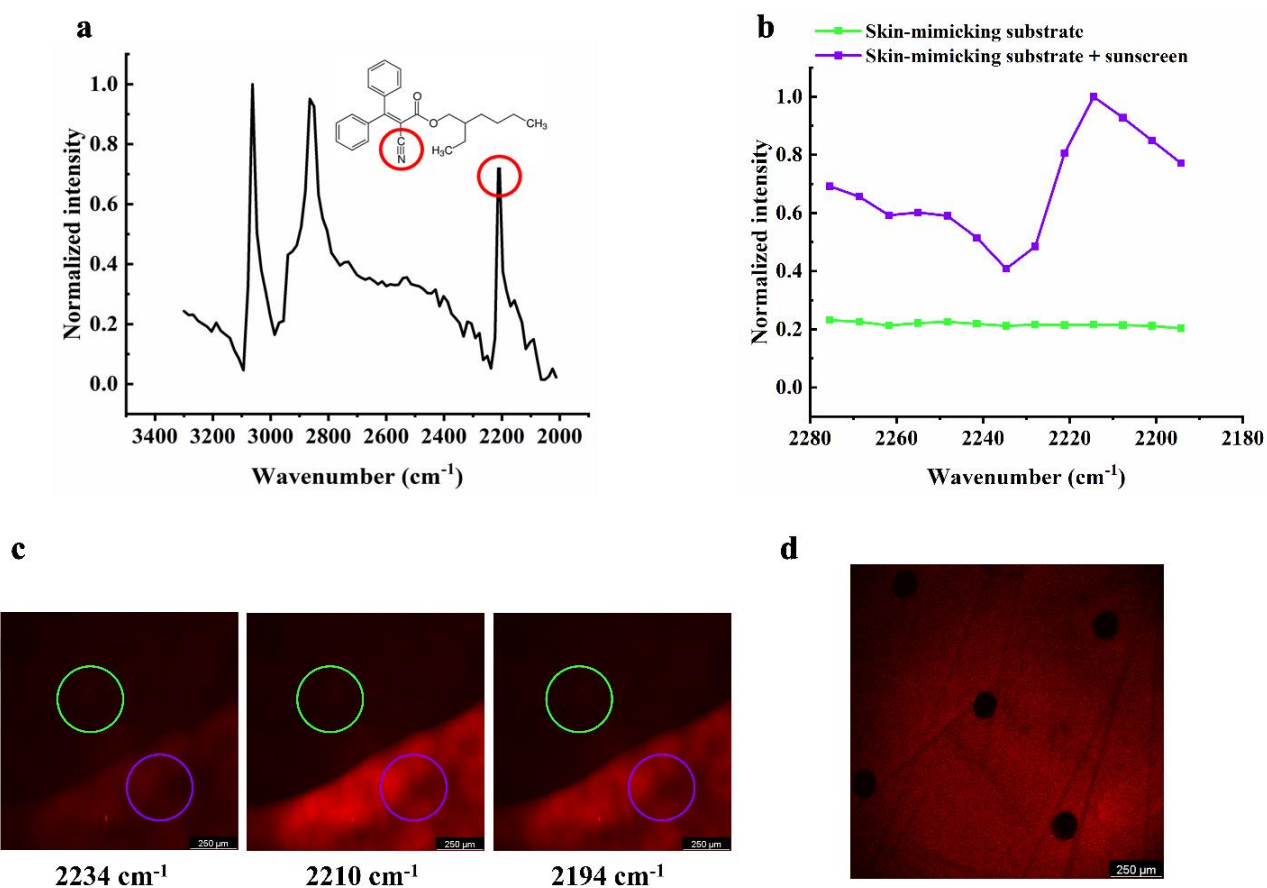 a
1.0
0.8
0.6
0.4
0.2
0.0
Normalized intensity
3400 3200 3000 2800 2600 2400 2200 2000
Wavenumber (cm⁻¹)
O
O
CH₃
H₃C
C
N
b
Skin-mimicking substrate
Skin-mimicking substrate + sunscreen
1.0
0.8
0.6
0.4
0.2
0.0
Normalized intensity
2280 2260 2240 2220 2200 2180
Wavenumber (cm⁻¹)
c
250 µm
250 µm
250 µm
2234 cm⁻¹
2210 cm⁻¹
2194 cm⁻¹
d
250 µm